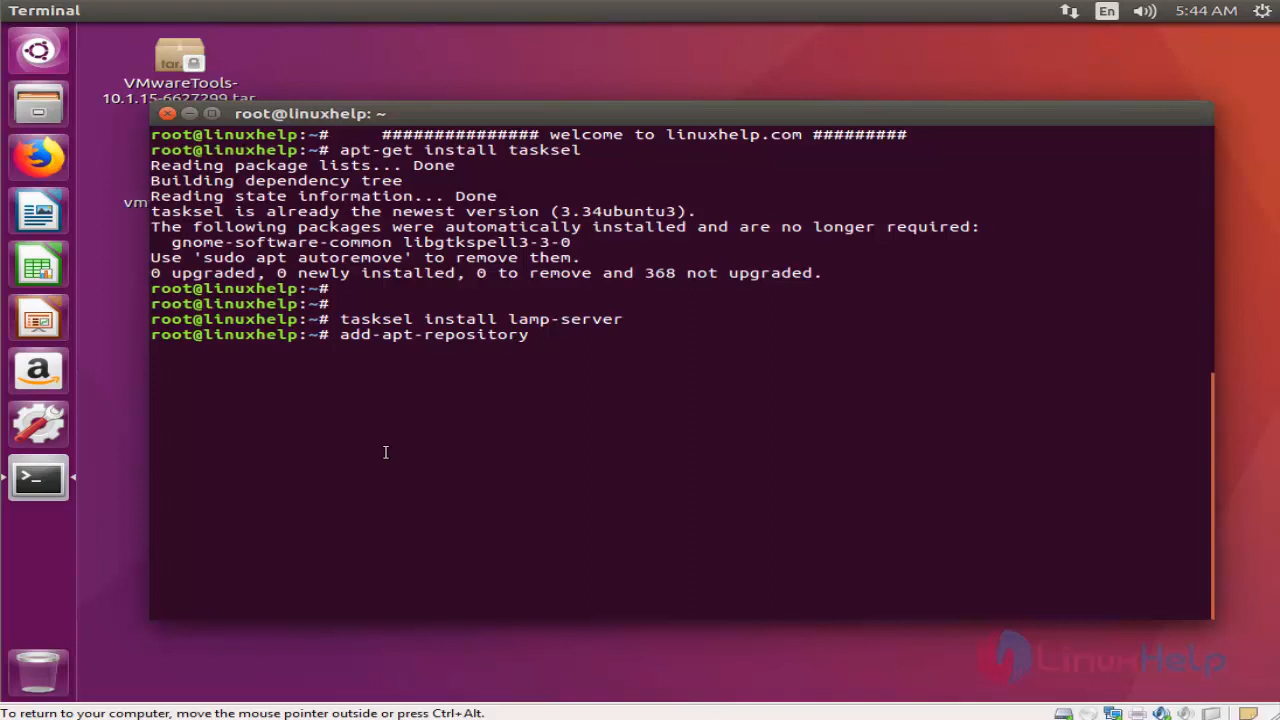 Terminal
En
5:44 AM
tar.
VMwareTools-
10.1.15-6627299.tar
vm
root@linuxhelp: ~
root@linuxhelp:~#     ############### welcome to linuxhelp.com #########
root@linuxhelp:~# apt-get install tasksel
Reading package lists... Done
Building dependency tree
Reading state information... Done
tasksel is already the newest version (3.34ubuntu3).
The following packages were automatically installed and are no longer required:
  gnome-software-common libgtkspell3-3-0
Use 'sudo apt autoremove' to remove them.
0 upgraded, 0 newly installed, 0 to remove and 368 not upgraded.
root@linuxhelp:~#
root@linuxhelp:~#
root@linuxhelp:~# tasksel install lamp-server
root@linuxhelp:~# add-apt-repository
a
>_
LinuxHelp
To return to your computer, move the mouse pointer outside or press Ctrl+Alt.